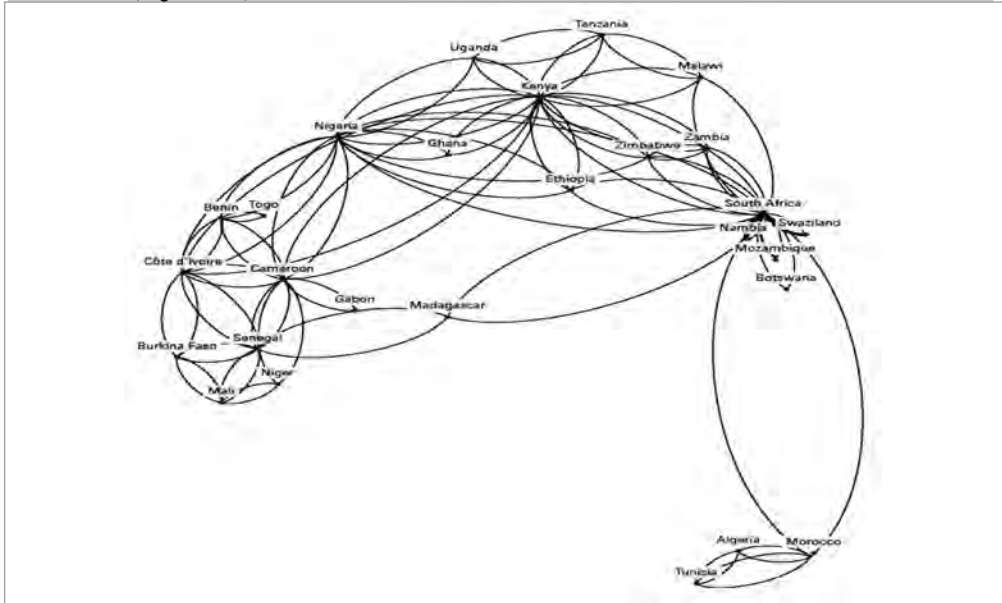 Tanzania
Uganda
Malawi
Kenya
Nigeria
Ghana
Zimbabwe
Zambia
Ethiopia
South Africa
Benin
Togo
Swaziland
Nambia
Mozambique
Côte d'Ivoire
Cameroon
Botswana
Gabon
Madagascar
Senegal
Burkina Faso
Niger
Mali
Algeria
Morocco
Tunisia